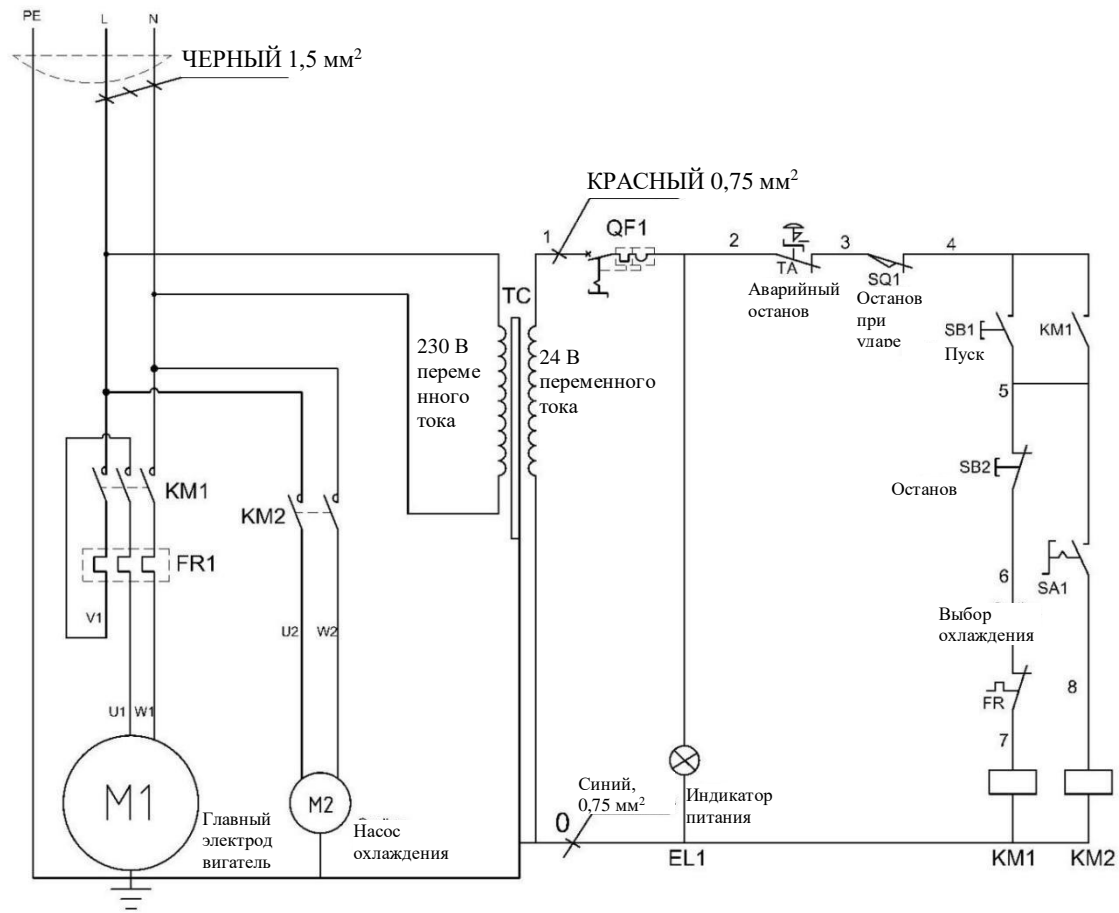 PE L N
ЧЕРНЫЙ 1,5 мм²
КРАСНЫЙ 0,75 мм²
1 QF1 2 3 4
TA SQ1
Аварийный
останов
Останов
при
ударе
TC
230 В
переме
нного
тока
24 В
переменного
тока
SB1 KM1
Пуск
5
SB2
Останов
KM1
KM2
FR1
6
SA1
V1
U2 W2
Выбор
охлаждения
FR
8
7
U1 W1
M1
Главный
электрод
вигатель
M2
Насос
охлаждения
Синий,
0,75 мм²
0
Индикатор
питания
EL1 KM1 KM2